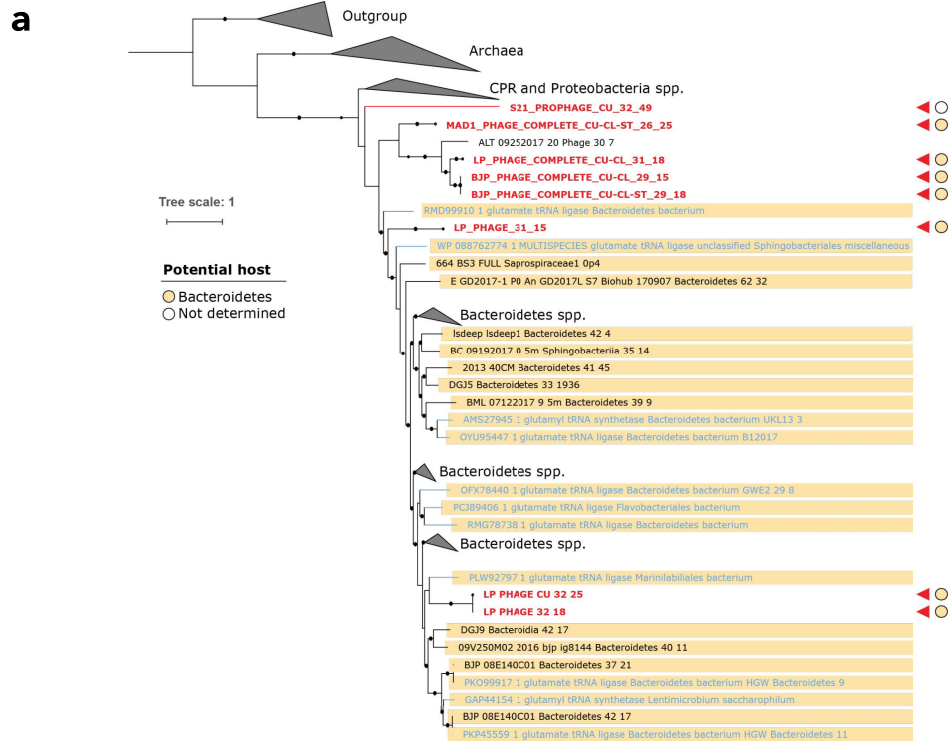 a
Outgroup
Archaea
CPR and Proteobacteria spp.
S21_PROPHAGE_CU_32_49
MAD1_PHAGE_COMPLETE_CU-CL-ST_26_25
ALT 09252017 20 Phage 30 7
LP_PHAGE_COMPLETE_CU-CL_31_18
BJP_PHAGE_COMPLETE_CU-CL_29_15
BJP_PHAGE_COMPLETE_CU-CL-ST_29_18
Tree scale: 1
RMD99910 1 glutamate tRNA ligase Bacteroidetes bacterium
LP_PHAGE_31_15
WP 088762774 1 MULTISPECIES glutamate tRNA ligase unclassified Sphingobacteriales miscellaneous
664 BS3 FULL Saprospiraceae1 0p4
Potential host
E GD2017-1 P0 An GD2017L S7 Biohub 170907 Bacteroidetes 62 32
Bacteroidetes
Not determined
Bacteroidetes spp.
Isdeep Isdeep1 Bacteroidetes 42 4
BC 09192017 0 5m Sphingobacteriia 35 14
2013 40CM Bacteroidetes 41 45
DGJ5 Bacteroidetes 33 1936
BML 07122017 9 5m Bacteroidetes 39 9
AMS27945 1 glutamyl tRNA synthetase Bacteroidetes bacterium UKL13 3
OYU95447 1 glutamate tRNA ligase Bacteroidetes bacterium B12017
Bacteroidetes spp.
OFX78440 1 glutamate tRNA ligase Bacteroidetes bacterium GWE2 29 8
PCJ89406 1 glutamate tRNA ligase Flavobacteriales bacterium
RMG78738 1 glutamate tRNA ligase Bacteroidetes bacterium
Bacteroidetes spp.
PLW92797 1 glutamate tRNA ligase Marinilabiliales bacterium
LP PHAGE CU 32 25
LP PHAGE 32 18
DGJ9 Bacteroidia 42 17
09V250M02 2016 bjp ig8144 Bacteroidetes 40 11
BJP 08E140C01 Bacteroidetes 37 21
PKO99917 1 glutamate tRNA ligase Bacteroidetes bacterium HGW Bacteroidetes 9
GAP44154 1 glutamyl tRNA synthetase Lentimicrobium saccharophilum
BJP 08E140C01 Bacteroidetes 42 17
PKP45559 1 glutamate tRNA ligase Bacteroidetes bacterium HGW Bacteroidetes 11